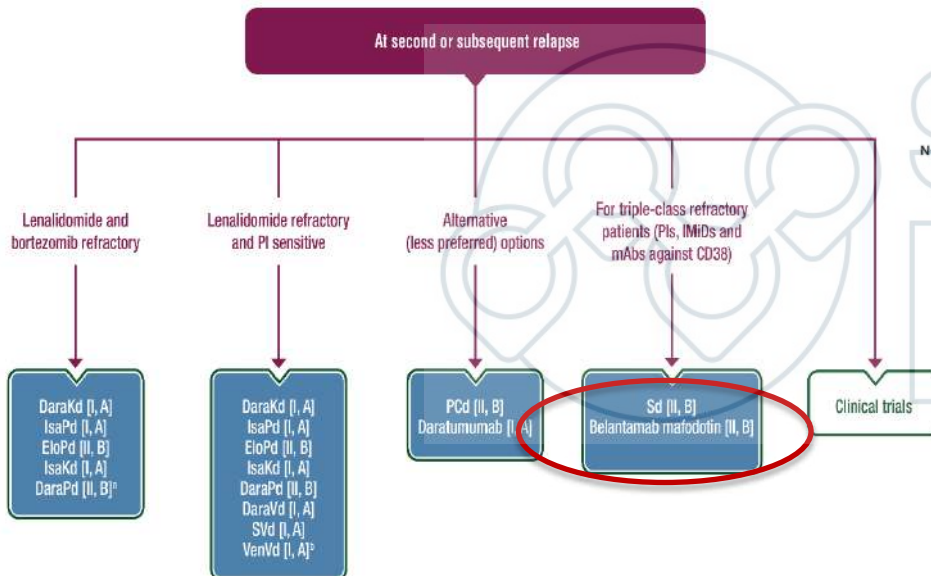 At second or subsequent relapse
Lenalidomide and
bortezomib refractory
Lenalidomide refractory
and PI sensitive
Alternative
(less preferred) options
For triple-class refractory
patients (PIs, IMiDs and
mAbs against CD38)
DaraKd [I, A]
IsaPd [I, A]
EloPd [II, B]
IsaKd [I, A]
DaraPd [II, B]ᵃ
DaraKd [I, A]
IsaPd [I, A]
EloPd [II, B]
IsaKd [I, A]
DaraPd [II, B]
DaraVd [I, A]
SVd [I, A]
VenVd [I, A]ᵇ
PCd [II, B]
Daratumumab [I, A]
Sd [II, B]
Belantamab mafodotin [II, B]
Clinical trials